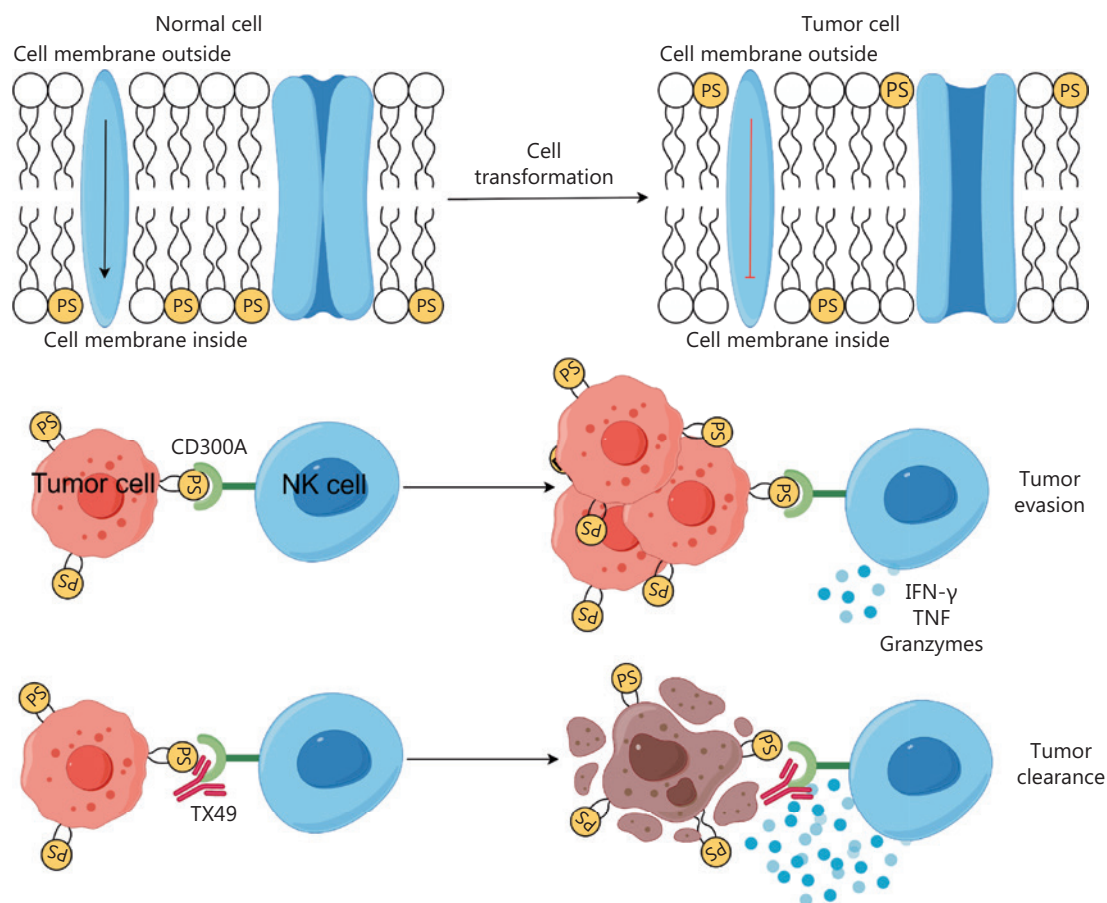 Normal cell
Tumor cell
Cell membrane outside
Cell membrane outside
PS
PS
PS
Cell
transformation
PS
PS
PS
PS
PS
Cell membrane inside
Cell membrane inside
PS
CD300A
Tumor cell
PS
NK cell
PS
PS
PS
PS
PS
PS
Tumor
evasion
IFN-γ
TNF
Granzymes
PS
PS
TX49
PS
PS
PS
PS
PS
Tumor
clearance